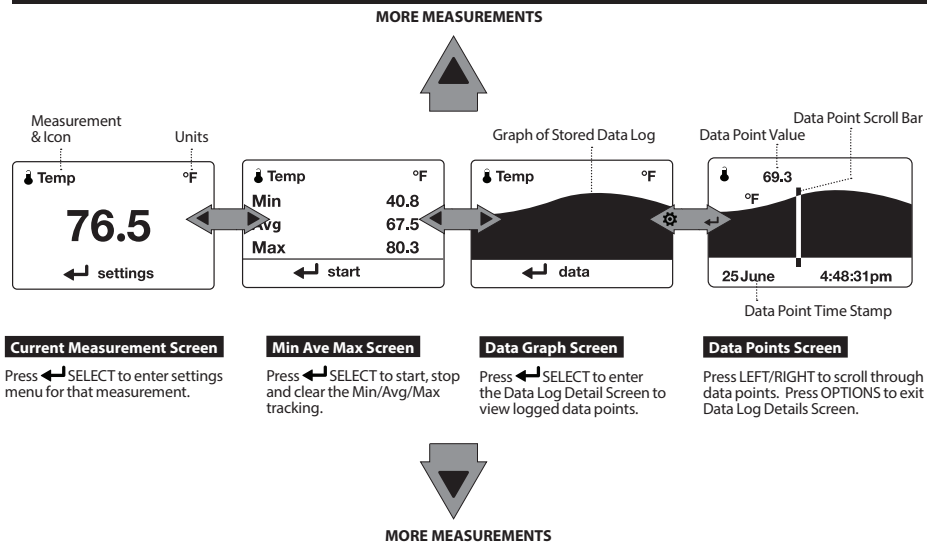 MORE MEASUREMENTS
Measurement
& Icon
Units
Graph of Stored Data Log
Data Point Value
Data Point Scroll Bar
Temp °F
76.5
settings
Temp °F
Min 40.8
Avg 67.5
Max 80.3
start
Temp °F
data
69.3
°F
25 June 4:48:31pm
Data Point Time Stamp
Current Measurement Screen
Press SELECT to enter settings
menu for that measurement.
Min Ave Max Screen
Press SELECT to start, stop
and clear the Min/Avg/Max
tracking.
Data Graph Screen
Press SELECT to enter
the Data Log Detail Screen to
view logged data points.
Data Points Screen
Press LEFT/RIGHT to scroll through
data points. Press OPTIONS to exit
Data Log Details Screen.
MORE MEASUREMENTS